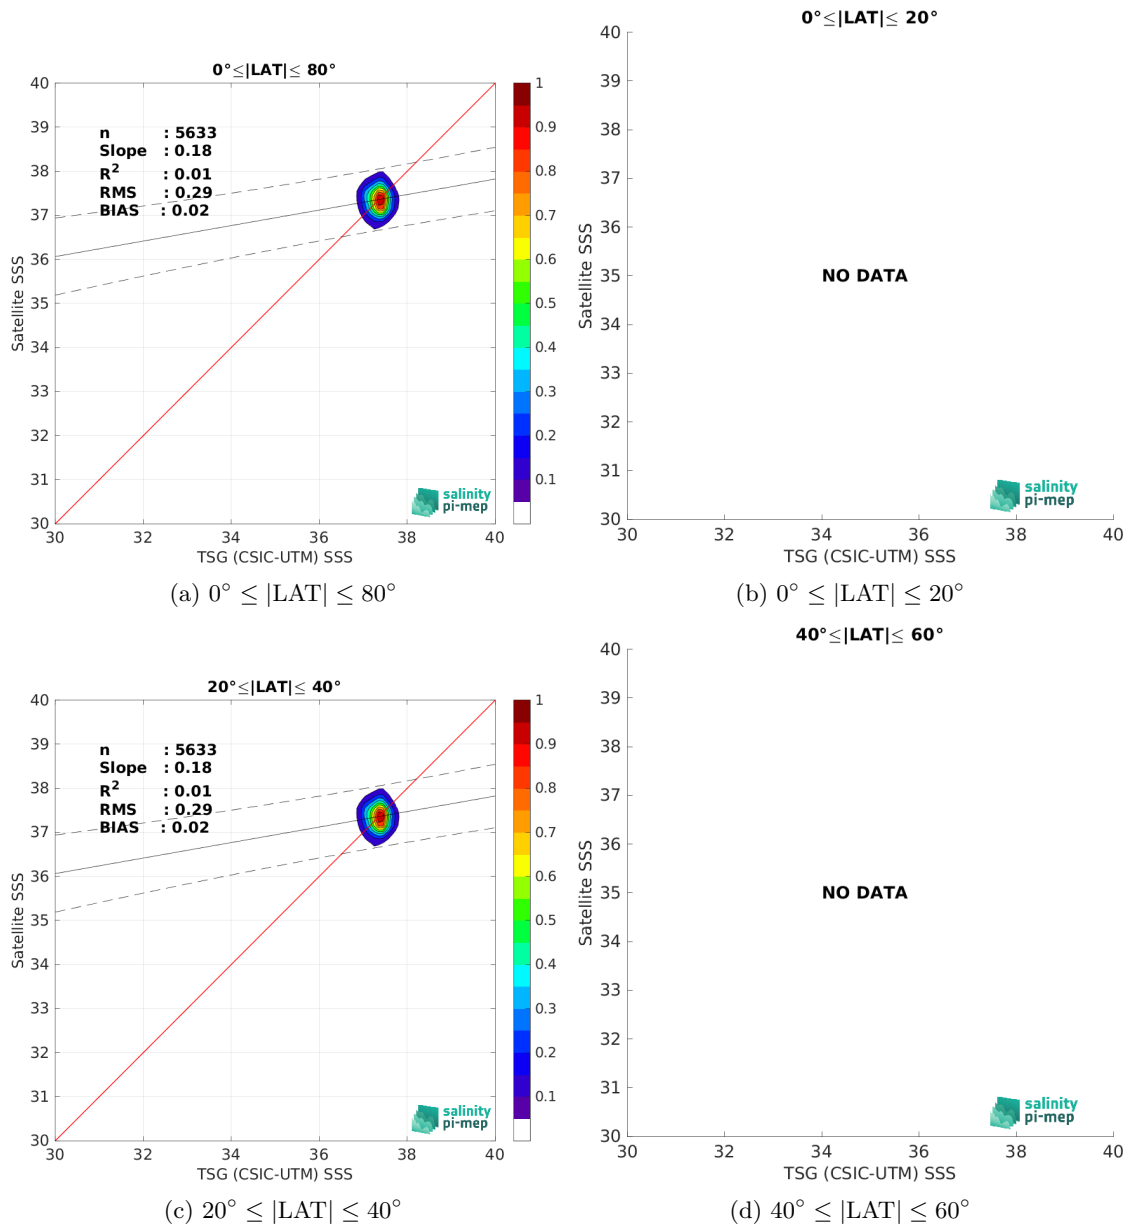 0°≤|LAT|≤ 80°
40
39
38
37
36
35
34
33
32
31
30
Satellite SSS
n : 5633
Slope : 0.18
R2 : 0.01
RMS : 0.29
BIAS : 0.02
30 32 34 36 38 40
TSG (CSIC-UTM) SSS
salinity
pi-mep
1
0.9
0.8
0.7
0.6
0.5
0.4
0.3
0.2
0.1
(a) 0° ≤ |LAT| ≤ 80°
0°≤|LAT|≤ 20°
40
39
38
37
36
35
34
33
32
31
30
Satellite SSS
NO DATA
salinity
pi-mep
30 32 34 36 38 40
TSG (CSIC-UTM) SSS
(b) 0° ≤ |LAT| ≤ 20°
20°≤|LAT|≤ 40°
40
39
38
37
36
35
34
33
32
31
30
Satellite SSS
n : 5633
Slope : 0.18
R2 : 0.01
RMS : 0.29
BIAS : 0.02
30 32 34 36 38 40
TSG (CSIC-UTM) SSS
salinity
pi-mep
1
0.9
0.8
0.7
0.6
0.5
0.4
0.3
0.2
0.1
(c) 20° ≤ |LAT| ≤ 40°
40°≤|LAT|≤ 60°
40
39
38
37
36
35
34
33
32
31
30
Satellite SSS
NO DATA
salinity
pi-mep
30 32 34 36 38 40
TSG (CSIC-UTM) SSS
(d) 40° ≤ |LAT| ≤ 60°